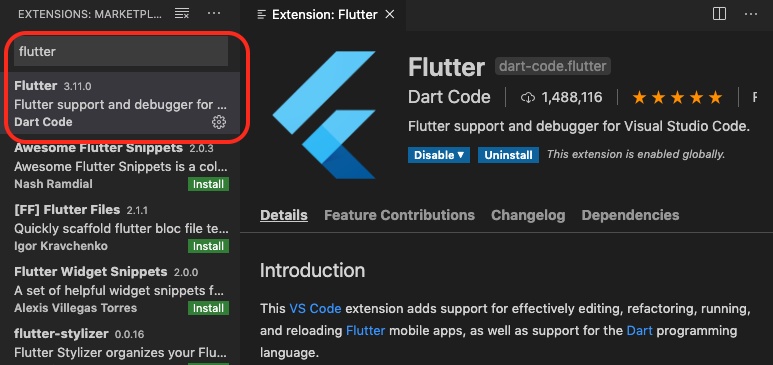 EXTENSIONS: MARKETPL...
flutter
Flutter 3.11.0
Flutter support and debugger for ...
Dart Code
Awesome Flutter Snippets 2.0.3
Awesome Flutter Snippets is a col...
Nash Ramdial Install
[FF] Flutter Files 2.1.1
Quickly scaffold flutter bloc file te...
Igor Kravchenko Install
Flutter Widget Snippets 2.0.0
A set of helpful widget snippets f...
Alexis Villegas Torres Install
flutter-stylizer 0.0.16
Flutter Stylizer organizes your Flu...
Extension: Flutter
Flutter dart-code.flutter
Dart Code 1,488,116
Flutter support and debugger for Visual Studio Code.
Disable Uninstall This extension is enabled globally.
Details Feature Contributions Changelog Dependencies
Introduction
This VS Code extension adds support for effectively editing, refactoring, running,
and reloading Flutter mobile apps, as well as support for the Dart programming
language.